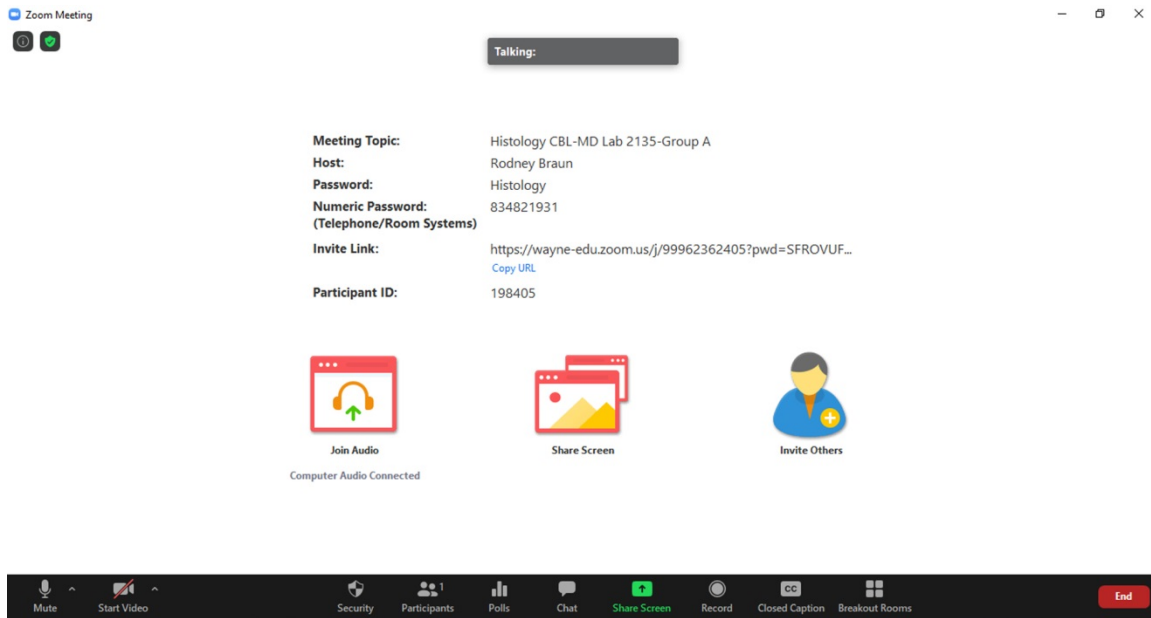 Zoom Meeting
Talking:
Meeting Topic: Histology CBL-MD Lab 2135-Group A
Host: Rodney Braun
Password: Histology
Numeric Password: 834821931
(Telephone/Room Systems)
Invite Link: https://wayne-edu.zoom.us/j/99962362405?pwd=SFROVUF...
Copy URL
Participant ID: 198405
Join Audio Share Screen Invite Others
Computer Audio Connected
1
Mute Start Video Security Participants Polls Chat Share Screen Record CC Closed Caption Breakout Rooms End